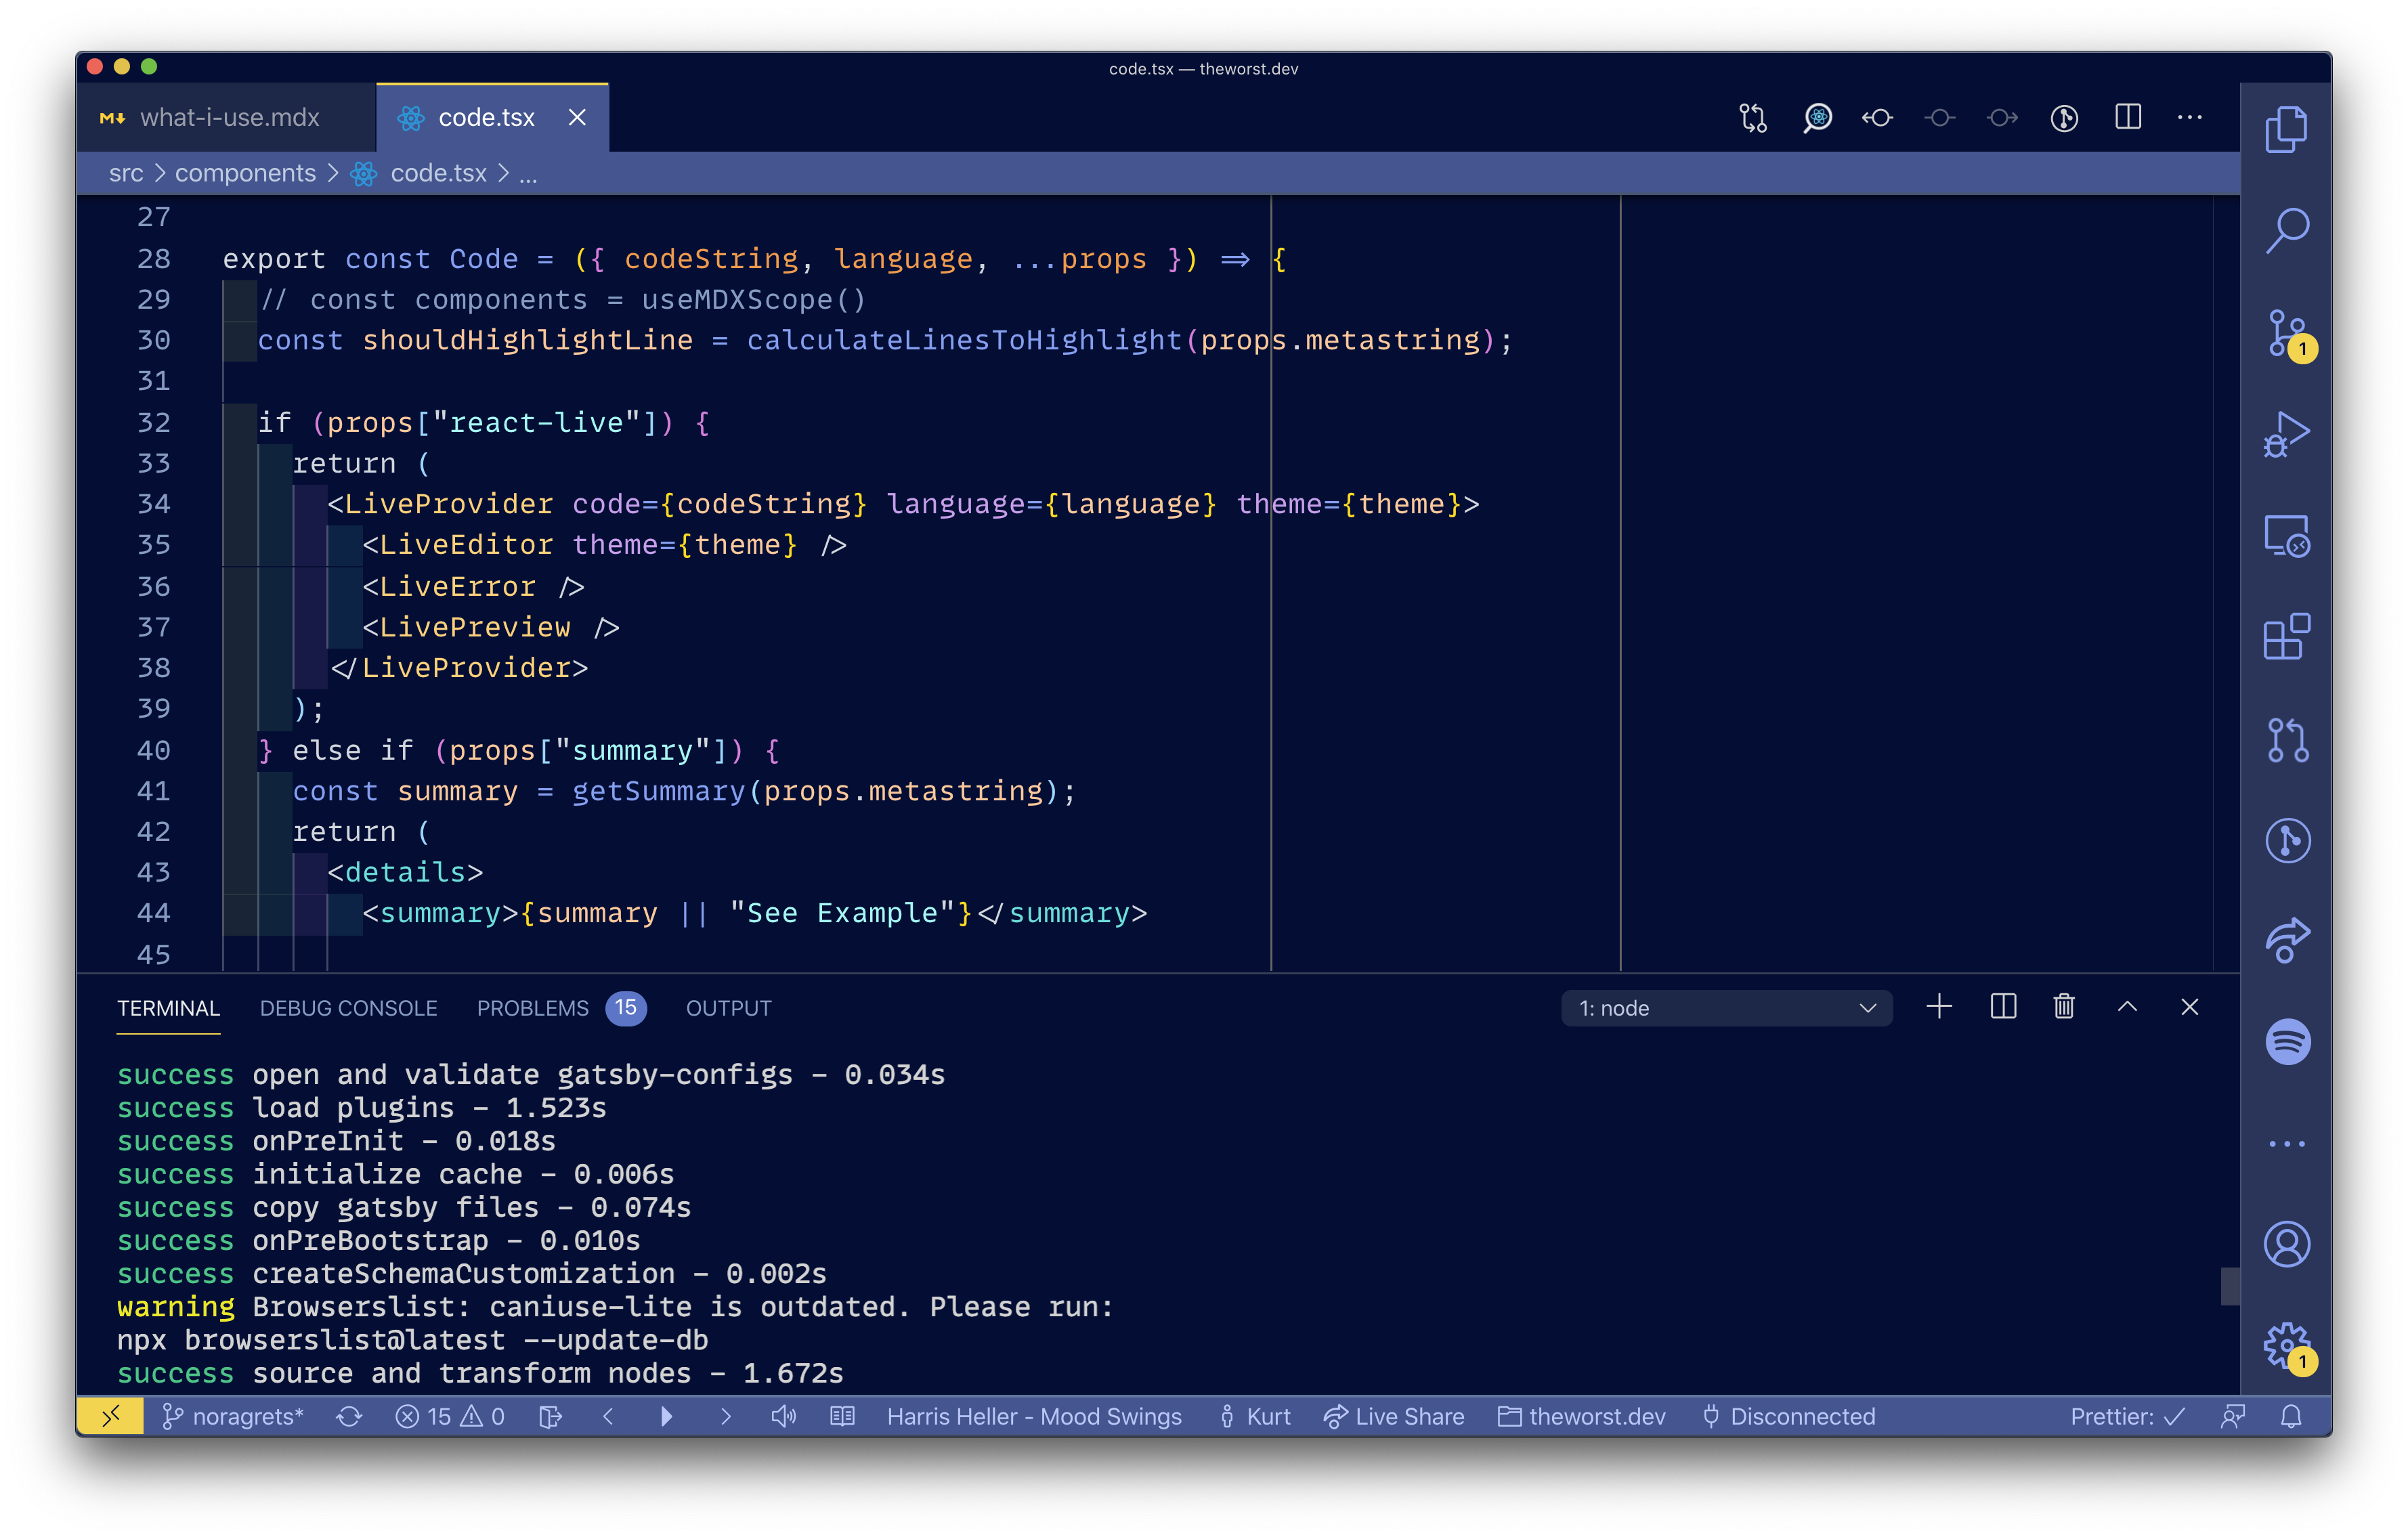 code.tsx — theworst.dev
M↓ what-i-use.mdx
code.tsx
src > components > code.tsx > ...
27
28 export const Code = ({ codeString, language, ...props }) => {
29 // const components = useMDXScope()
30 const shouldHighlightLine = calculateLinesToHighlight(props.metastring);
31
32 if (props["react-live"]) {
33 return (
34 <LiveProvider code={codeString} language={language} theme={theme}>
35 <LiveEditor theme={theme} />
36 <LiveError />
37 <LivePreview />
38 </LiveProvider>
39 );
40 } else if (props["summary"]) {
41 const summary = getSummary(props.metastring);
42 return (
43 <details>
44 <summary>{summary || "See Example"}</summary>
45
1
TERMINAL DEBUG CONSOLE PROBLEMS 15 OUTPUT 1: node
success open and validate gatsby-configs - 0.034s
success load plugins - 1.523s
success onPreInit - 0.018s
success initialize cache - 0.006s
success copy gatsby files - 0.074s
success onPreBootstrap - 0.010s
success createSchemaCustomization - 0.002s
warning Browserslist: caniuse-lite is outdated. Please run:
npx browserslist@latest --update-db
success source and transform nodes - 1.672s
1
noragrets* 15 0 Harris Heller - Mood Swings Kurt Live Share theworst.dev Disconnected Prettier: ✓